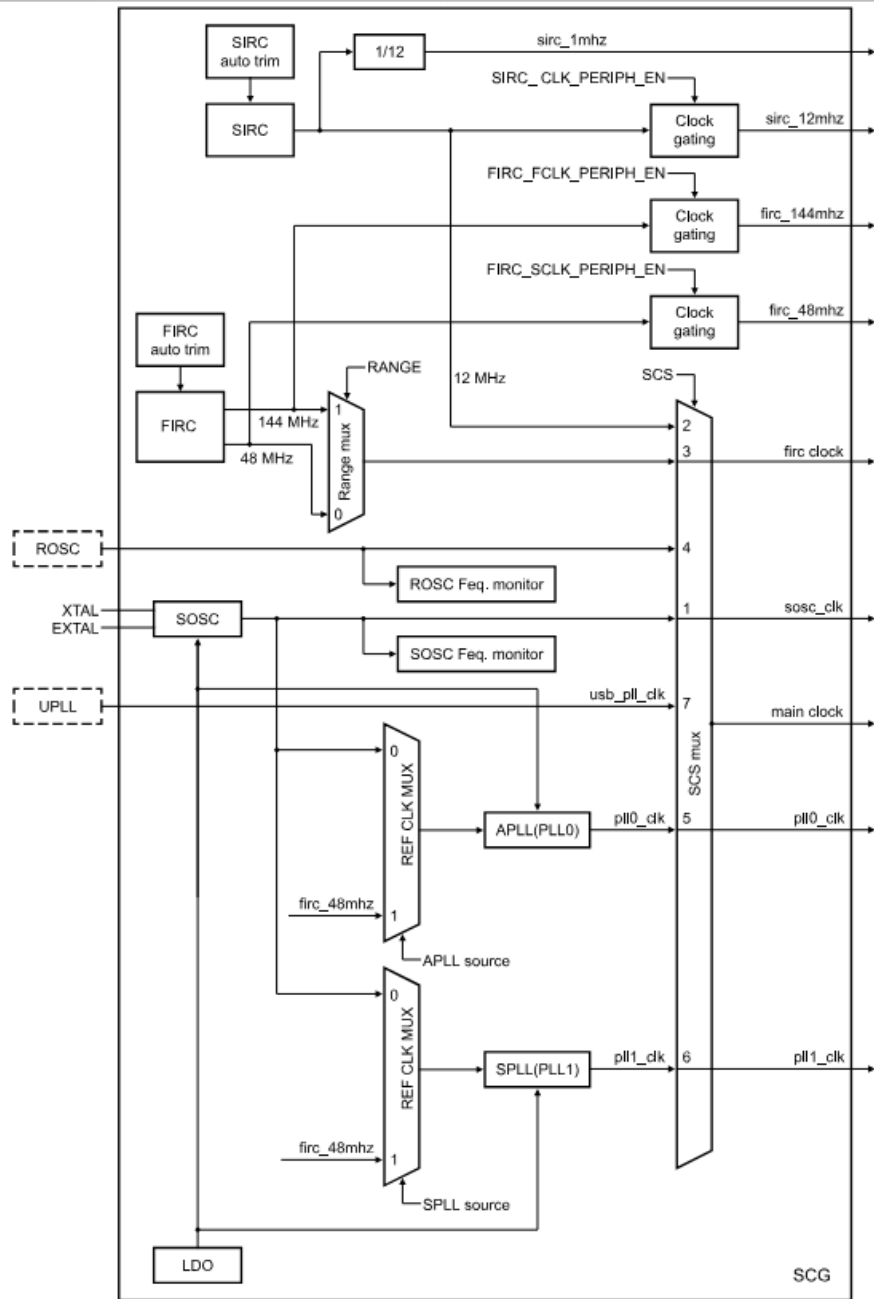 SIRC
auto trim
1/12
sirc_1mhz
SIRC_ CLK_PERIPH_EN
SIRC
Clock
gating
sirc_12mhz
FIRC_FCLK_PERIPH_EN
Clock
gating
firc_144mhz
FIRC_SCLK_PERIPH_EN
Clock
gating
firc_48mhz
FIRC
auto trim
RANGE
12 MHz
SCS
FIRC
144 MHz
48 MHz
1
Range mux
0
2
3
firc clock
ROSC
4
ROSC Feq. monitor
XTAL
EXTAL
SOSC
1
sosc_clk
SOSC Feq. monitor
UPLL
usb_pll_clk
7
main clock
SCS mux
0
REF CLK MUX
APLL(PLL0)
pll0_clk
5
pll0_clk
firc_48mhz
1
APLL source
0
REF CLK MUX
SPLL(PLL1)
pll1_clk
6
pll1_clk
firc_48mhz
1
SPLL source
LDO
SCG